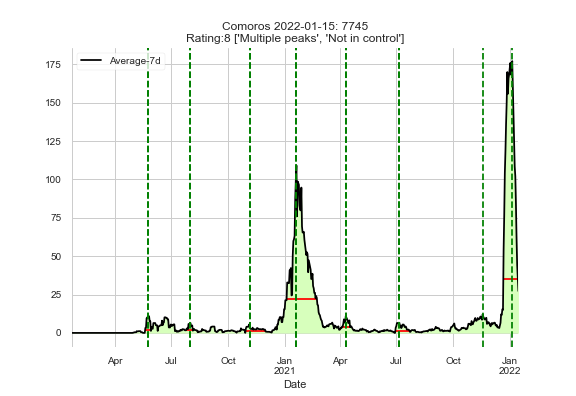 Comoros 2022-01-15: 7745
Rating:8 ['Multiple peaks', 'Not in control']
Average-7d
175
150
125
100
75
50
25
0
Apr Jul Oct Jan Apr Jul Oct Jan
2021 2022
Date